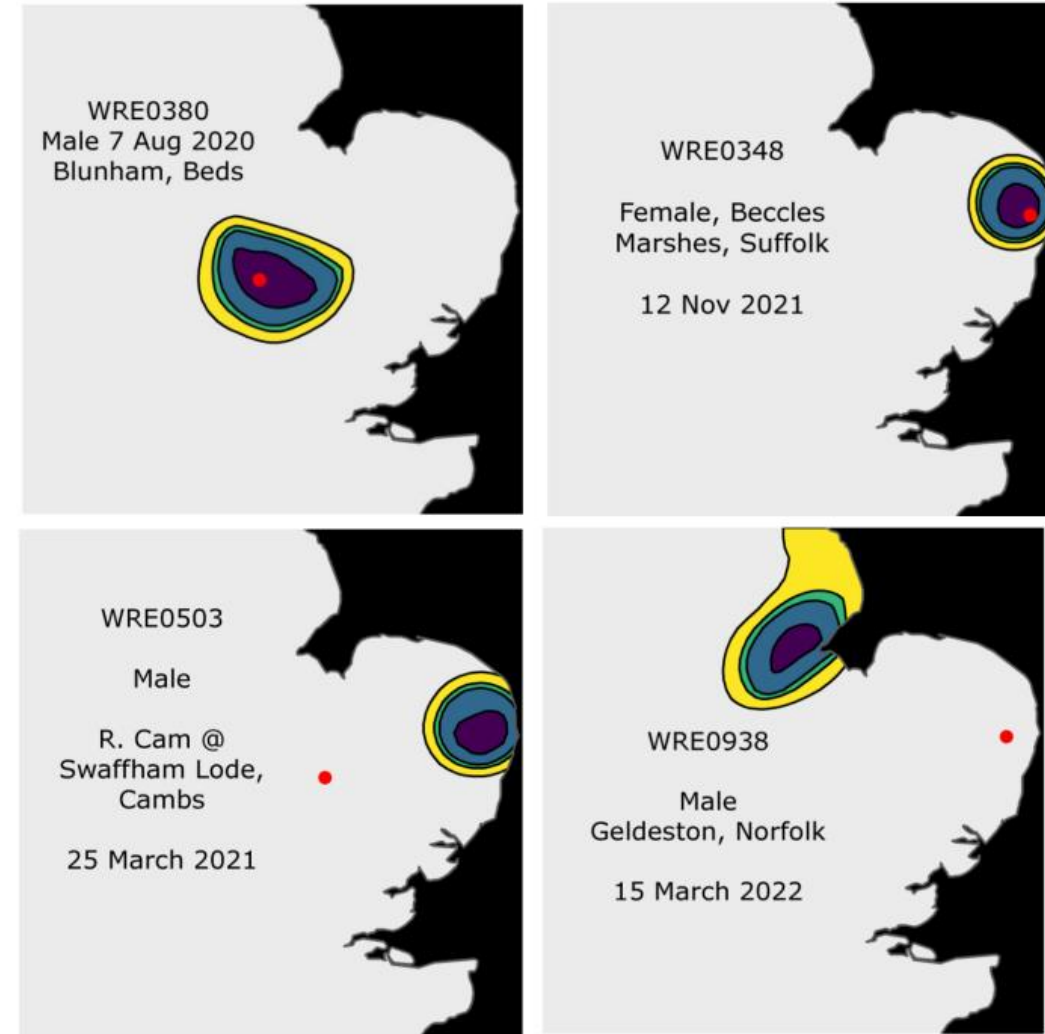 WRE0380
Male 7 Aug 2020
Blunham, Beds
WRE0348
Female, Beccles
Marshes, Suffolk
12 Nov 2021
WRE0503
Male
R. Cam @
Swaffham Lode,
Cambs
25 March 2021
WRE0938
Male
Geldeston, Norfolk
15 March 2022